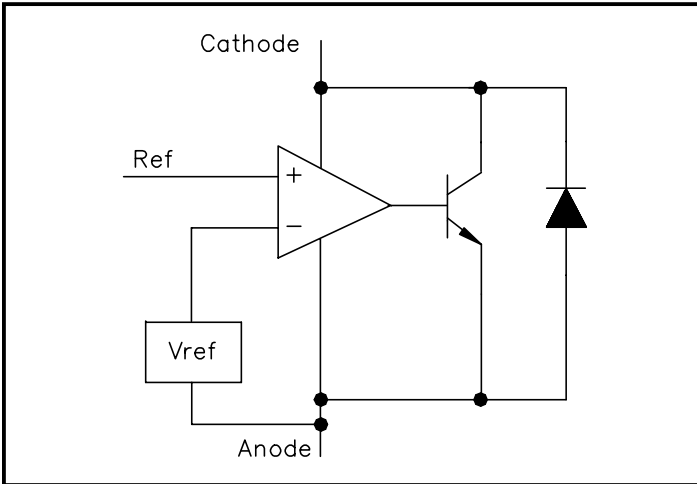 Cathode
Ref
+
−
Vref
Anode